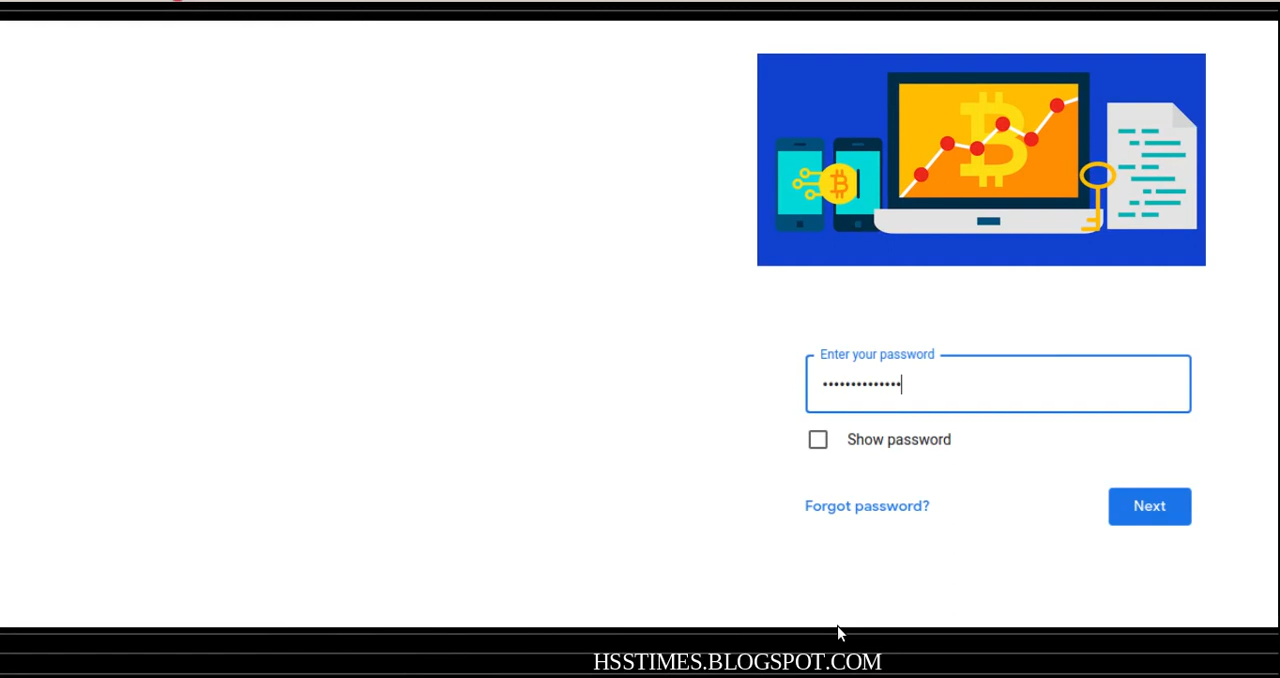 Enter your password
••••••••••••••
Show password
Forgot password?
Next
HSSTIMES.BLOGSPOT.COM